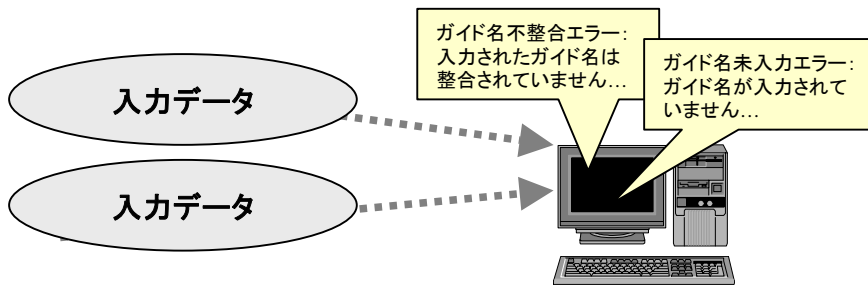 ガイド名不整合エラー:
入力されたガイド名は
整合されていません…
ガイド名未入力エラー:
ガイド名が入力されて
いません…
入力データ
入力データ